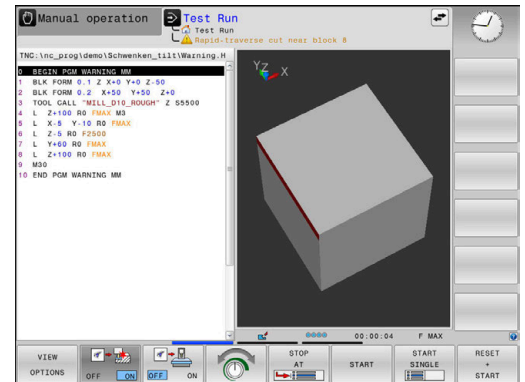 Manual operation
Test Run
Test Run
Rapid-traverse cut near block 8
TNC:\nc_prog\demo\Schwenken_tilt\Warning.H
0 BEGIN PGM WARNING MM
1 BLK FORM 0.1 Z X+0 Y+0 Z-50
2 BLK FORM 0.2 X+50 Y+50 Z+0
3 TOOL CALL "MILL_D10_ROUGH" Z S5500
4 L Z+100 R0 FMAX M3
5 L X-5 Y-10 R0 FMAX
6 L Z-5 R0 F2500
7 L Y+60 R0 FMAX
8 L Z+100 R0 FMAX
9 M30
10 END PGM WARNING MM
Y Z X
00:00:04 F MAX
VIEW OPTIONS
OFF ON
OFF ON
STOP AT
START
START SINGLE
RESET + START